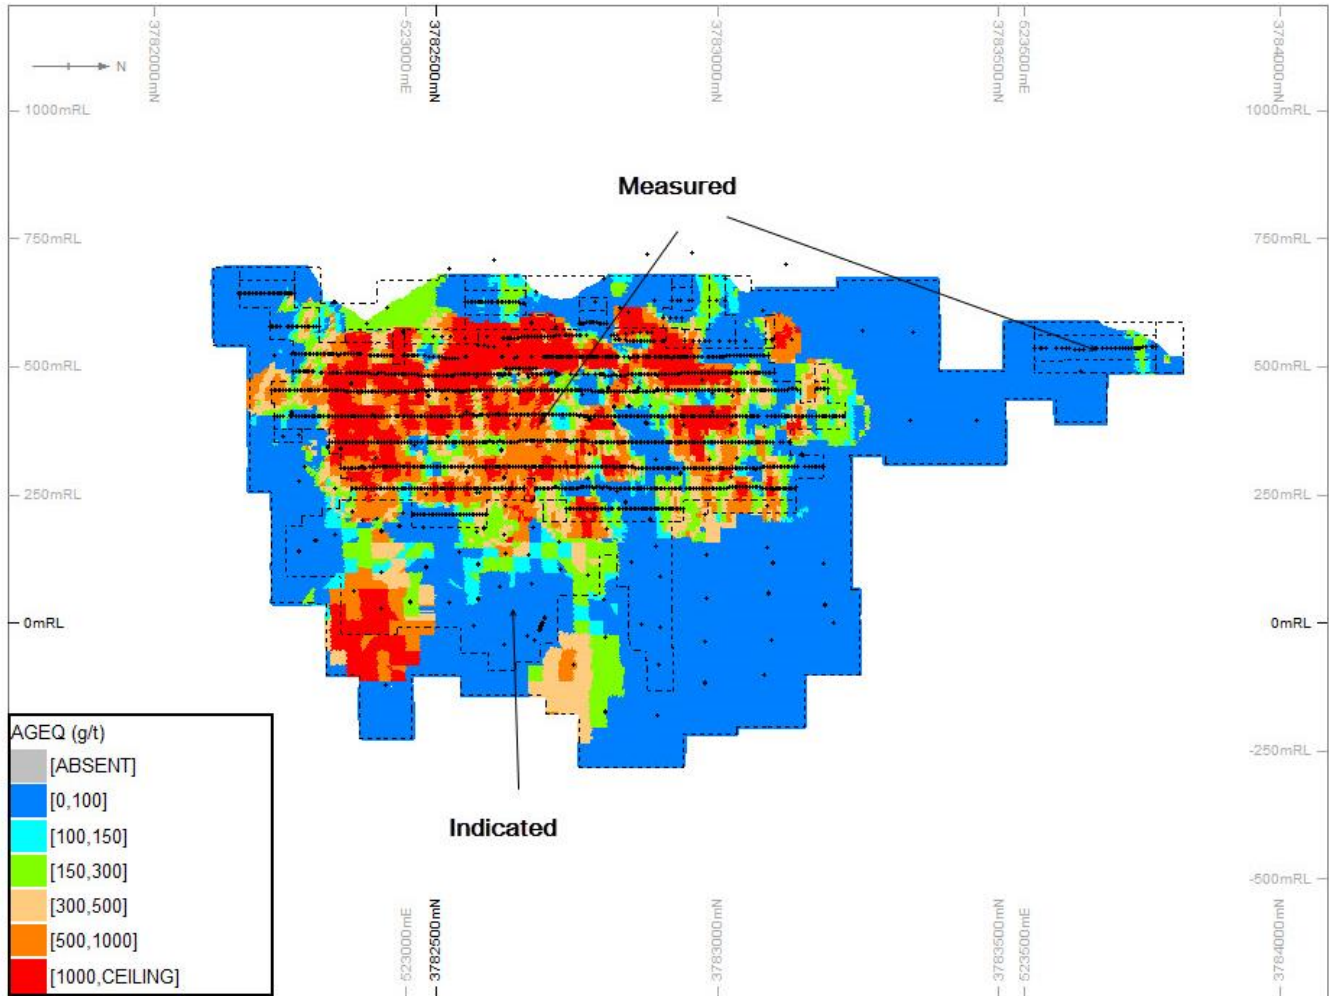 3782000mN
523000mE
3782500mN
3783000mN
3783500mN
523500mE
3784000mN
N
1000mRL
1000mRL
Measured
750mRL
750mRL
500mRL
500mRL
250mRL
250mRL
0mRL
0mRL
AGEQ (g/t)
[ABSENT]
[0,100]
[100,150]
[150,300]
[300,500]
[500,1000]
[1000,CEILING]
-250mRL
Indicated
-500mRL
523000mE
3782500mN
3783000mN
3783500mN
523500mE
3784000mN